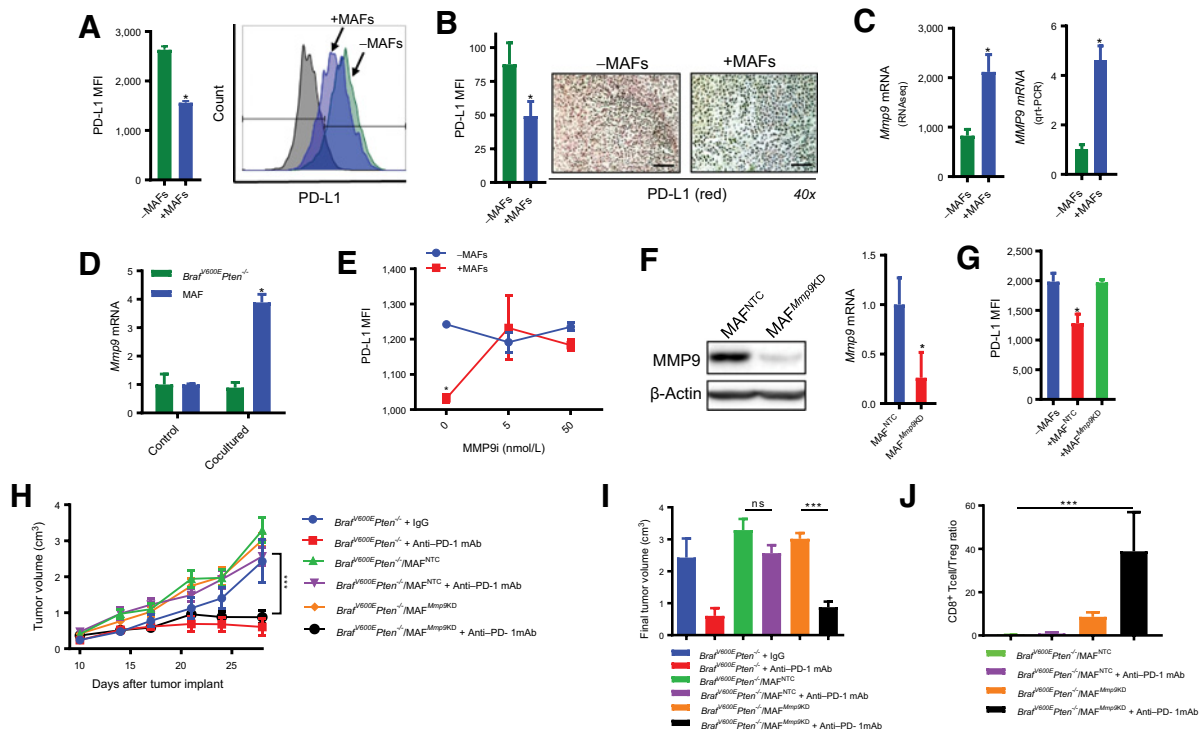 A
PD-L1 MFI
3,000
2,000
1,000
0
*
–MAFs
+MAFs
Count
+MAFs
–MAFs
PD-L1
B
PD-L1 MFI
100
75
50
25
0
*
–MAFs
+MAFs
–MAFs
+MAFs
PD-L1 (red)
40x
C
Mmp9 mRNA
(RNAseq)
3,000
2,000
1,000
0
*
–MAFs
+MAFs
MMP9 mRNA
(qrt-PCR)
6
4
2
0
*
–MAFs
+MAFs
D
Braf^V600E Pten^-/-
MAF
Mmp9 mRNA
5
4
3
2
1
0
*
Control
Cocultured
E
–MAFs
+MAFs
PD-L1 MFI
1,400
1,300
1,200
1,100
1,000
*
0
5
50
MMP9i (nmol/L)
F
MAF^NTC
MAF^Mmp9KD
MMP9
β-Actin
Mmp9 mRNA
1.5
1.0
0.5
0.0
*
MAF^NTC
MAF^Mmp9KD
G
PD-L1 MFI
2,500
2,000
1,500
1,000
500
0
*
–MAFs
+MAF^NTC
+MAF^Mmp9KD
H
Tumor volume (cm³)
4
3
2
1
0
10
15
20
25
Days after tumor implant
***
Braf^V600E Pten^-/- + IgG
Braf^V600E Pten^-/- + Anti–PD-1 mAb
Braf^V600E Pten^-/-/MAF^NTC
Braf^V600E Pten^-/-/MAF^NTC + Anti–PD-1 mAb
Braf^V600E Pten^-/-/MAF^Mmp9KD
Braf^V600E Pten^-/-/MAF^Mmp9KD + Anti–PD- 1mAb
I
Final tumor volume (cm³)
4
3
2
1
0
ns
***
Braf^V600E Pten^-/- + IgG
Braf^V600E Pten^-/- + Anti–PD-1 mAb
Braf^V600E Pten^-/-/MAF^NTC
Braf^V600E Pten^-/-/MAF^NTC + Anti–PD-1 mAb
Braf^V600E Pten^-/-/MAF^Mmp9KD
Braf^V600E Pten^-/-/MAF^Mmp9KD + Anti–PD- 1mAb
J
CD8⁺ Tcell/Treg ratio
60
40
20
0
***
Braf^V600E Pten^-/-/MAF^NTC
Braf^V600E Pten^-/-/MAF^NTC + Anti–PD-1 mAb
Braf^V600E Pten^-/-/MAF^Mmp9KD
Braf^V600E Pten^-/-/MAF^Mmp9KD + Anti–PD- 1mAb